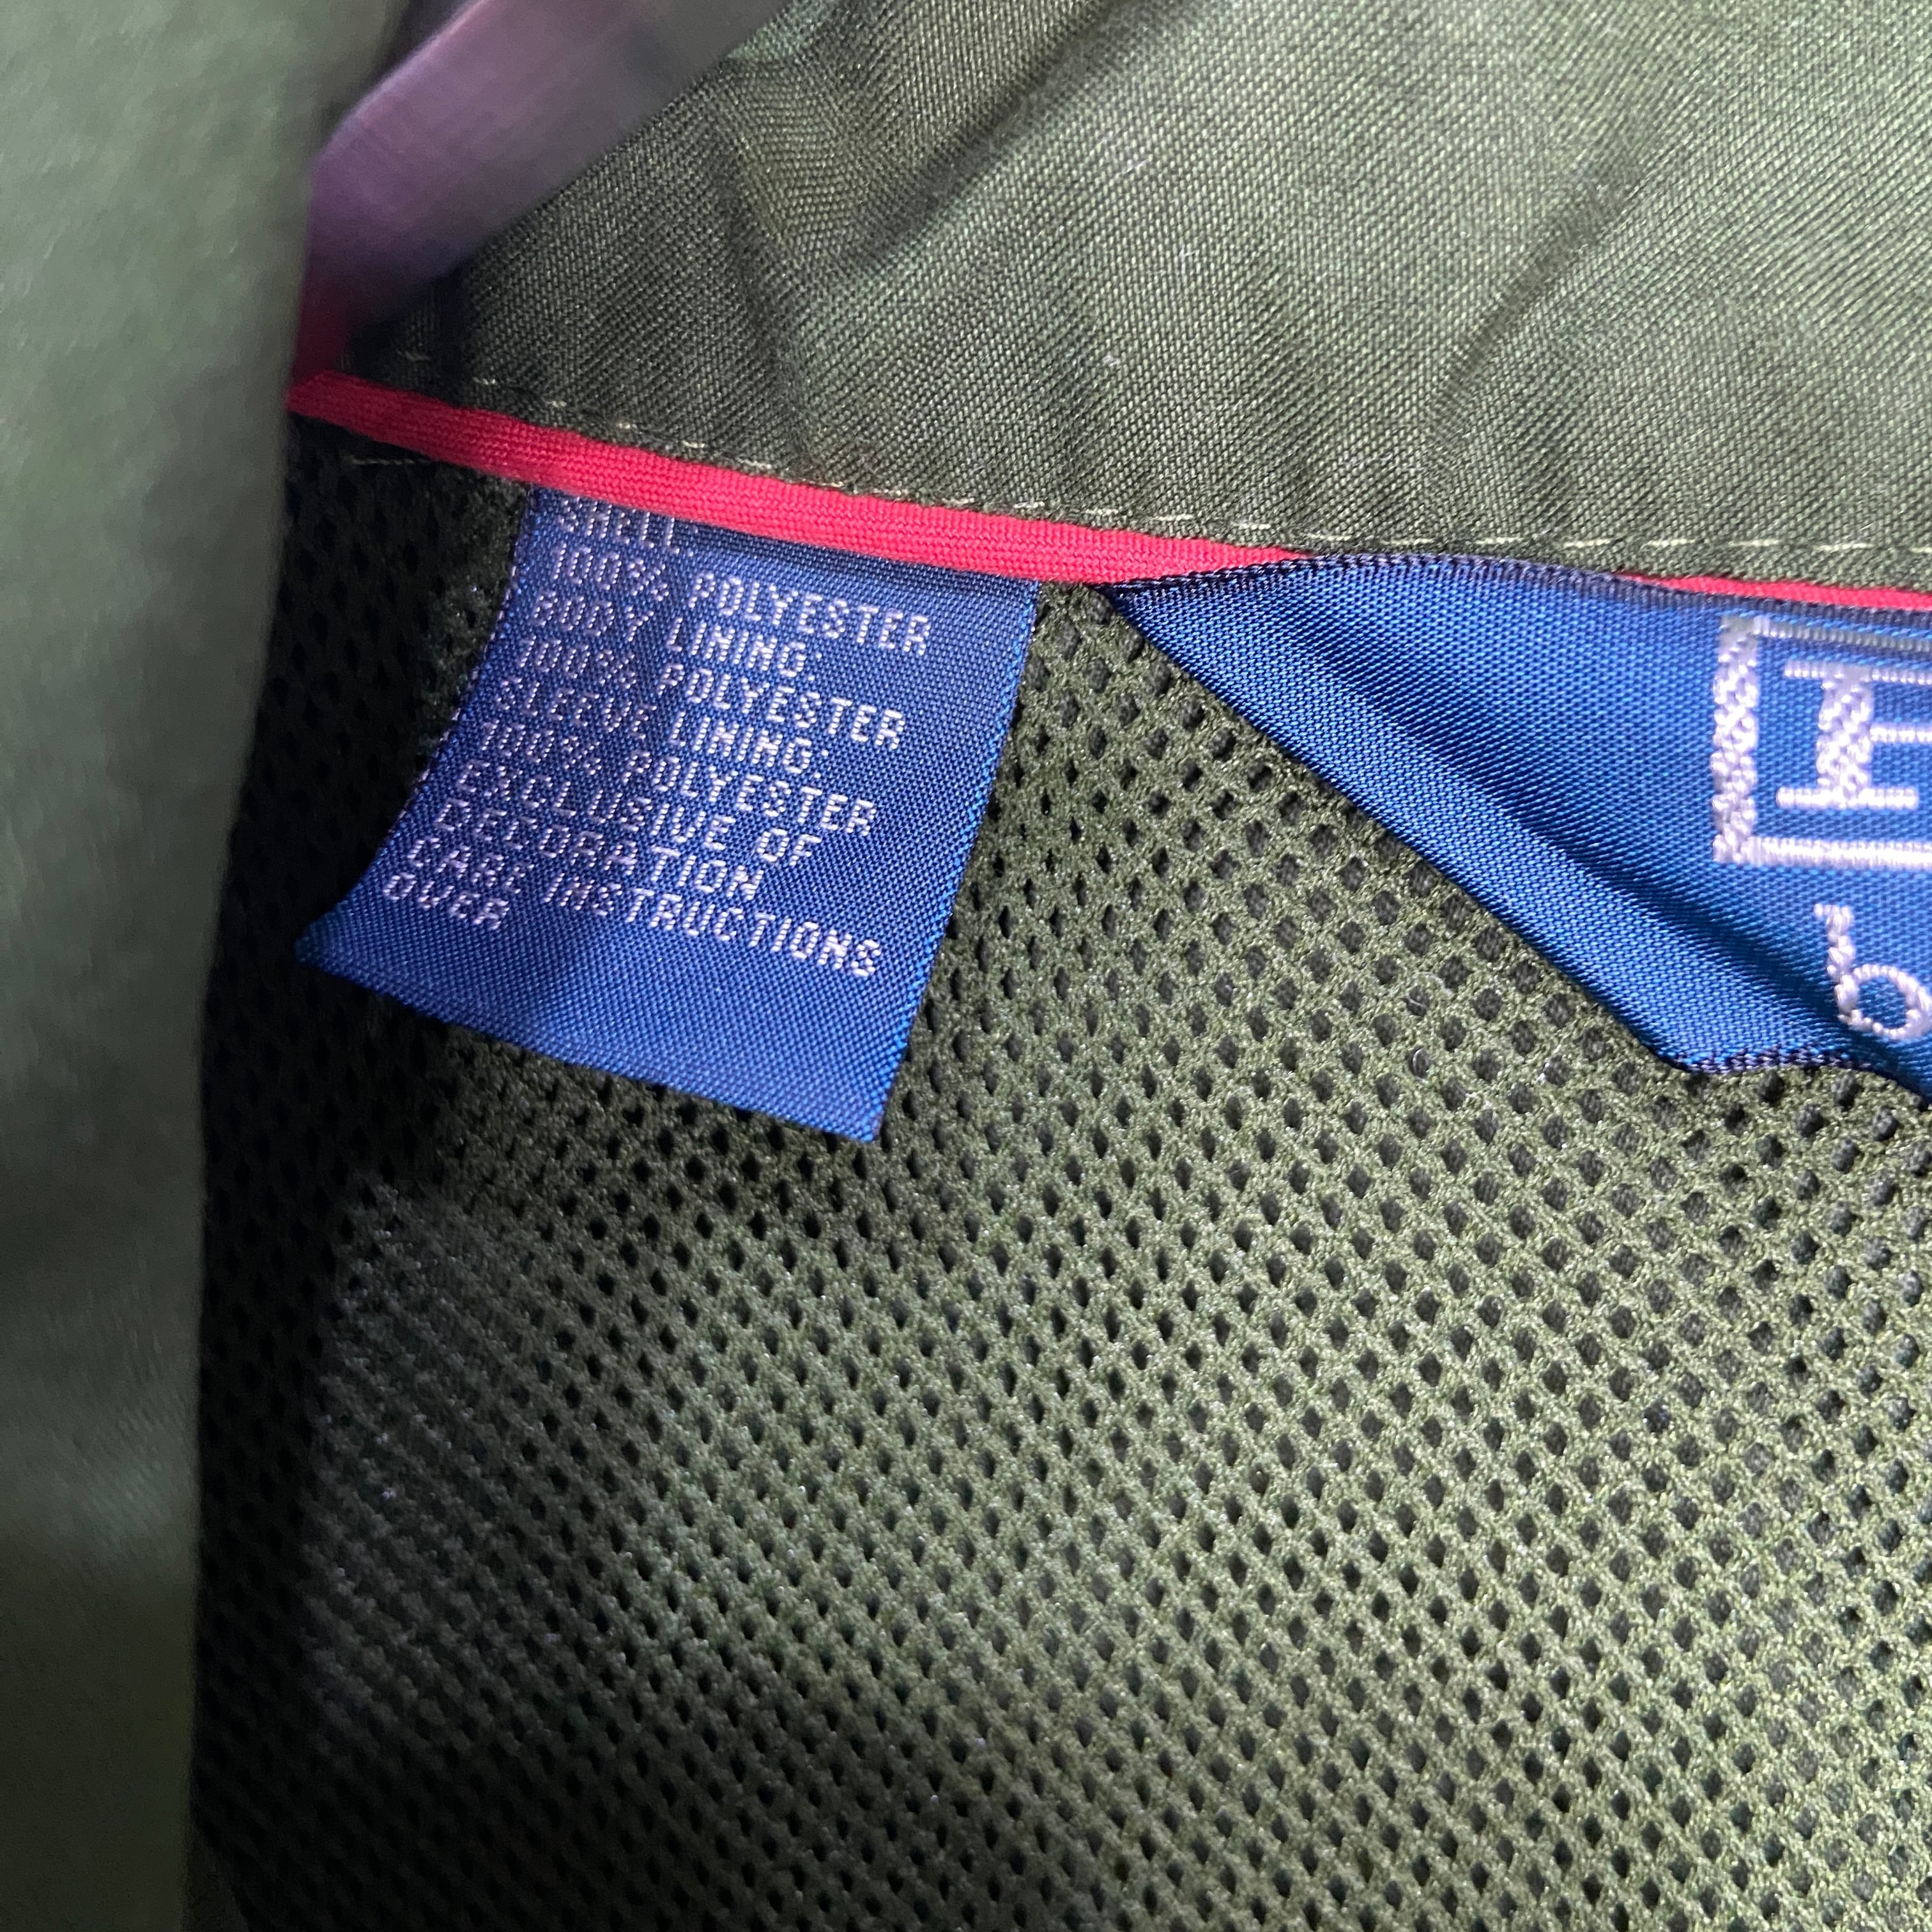 SHELL:
100% POLYESTER
BODY LINING:
100% POLYESTER
SLEEVE LINING:
100% POLYESTER
EXCLUSIVE OF
DECORATION
CARE INSTRUCTIONS
OVER